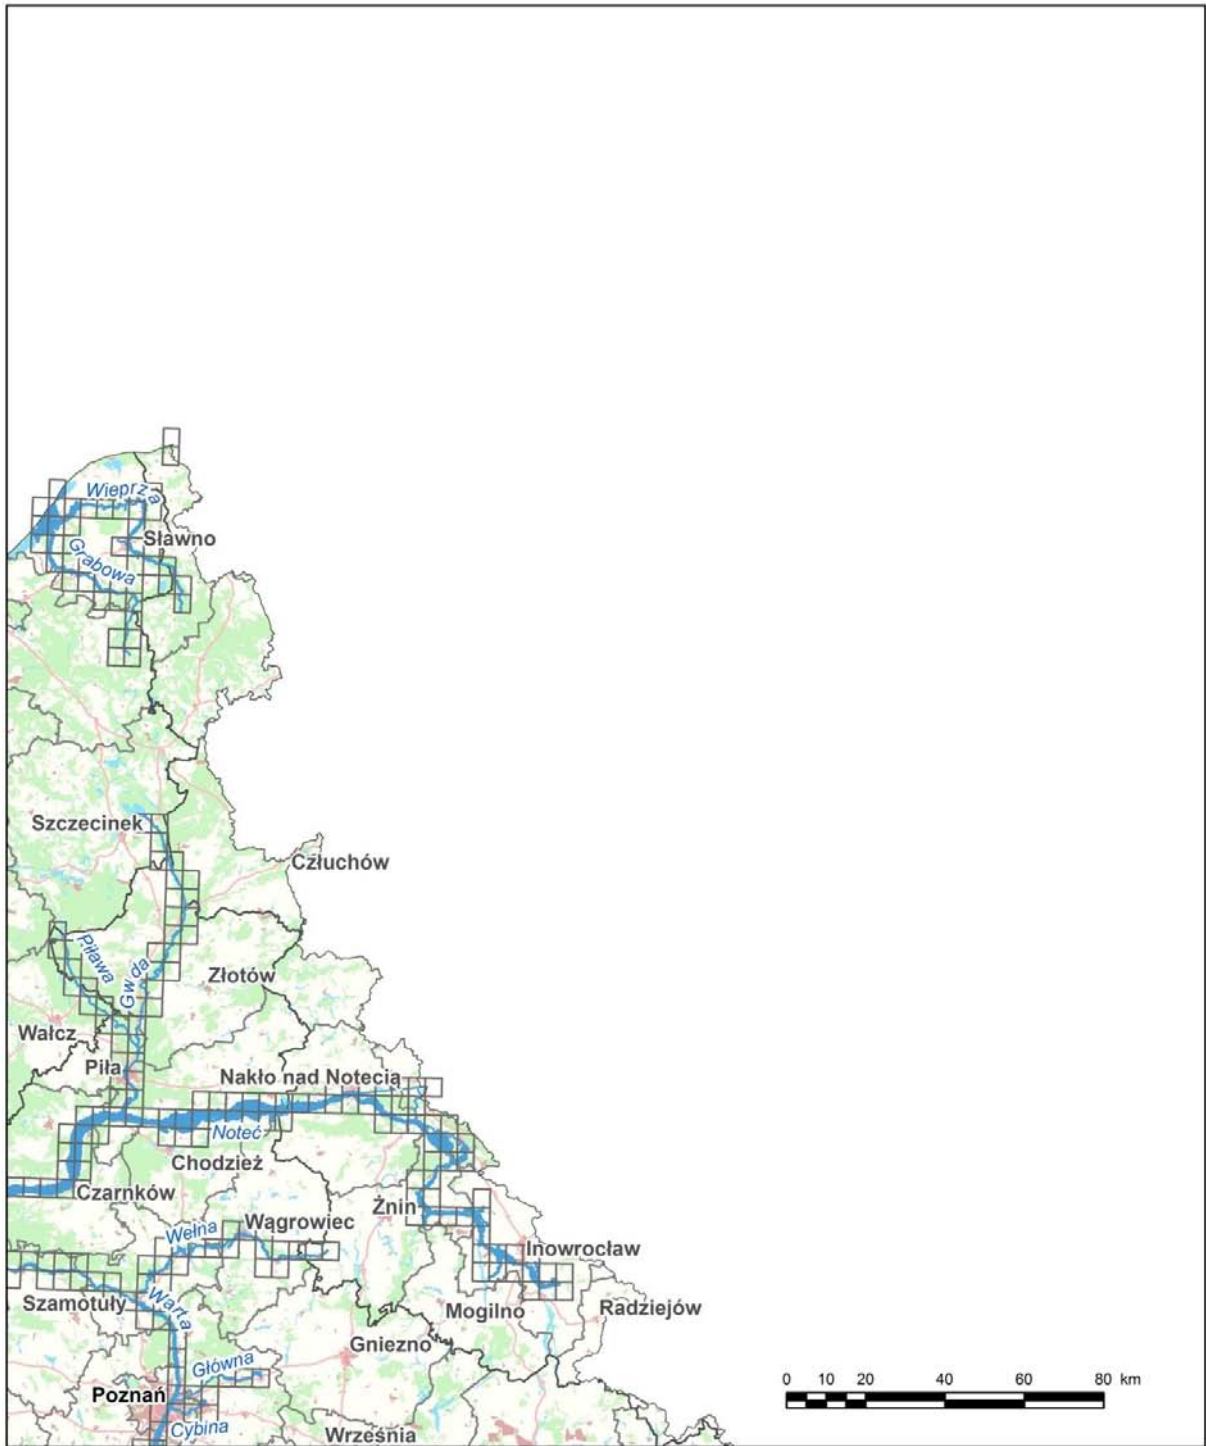 Wieprza
Sławno
Grabowa
Szczecinek
Człuchów
Piława
Gwda
Złotów
Wałcz
Piła
Nakło nad Notecią
Noteć
Chodzież
Czarnków
Żnin
Wełna
Wągrowiec
Inowrocław
Szamotuły
Warta
Mogilno
Radziejów
Gniezno
Główna
Poznań
Cybina
Września
0 10 20 40 60 80 km